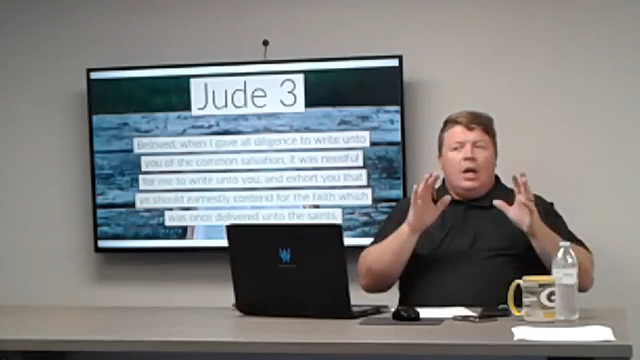 Jude 3
Beloved, when I gave all diligence to write unto
you of the common salvation, it was needful
for me to write unto you, and exhort you that
ye should earnestly contend for the faith which
was once delivered unto the saints.